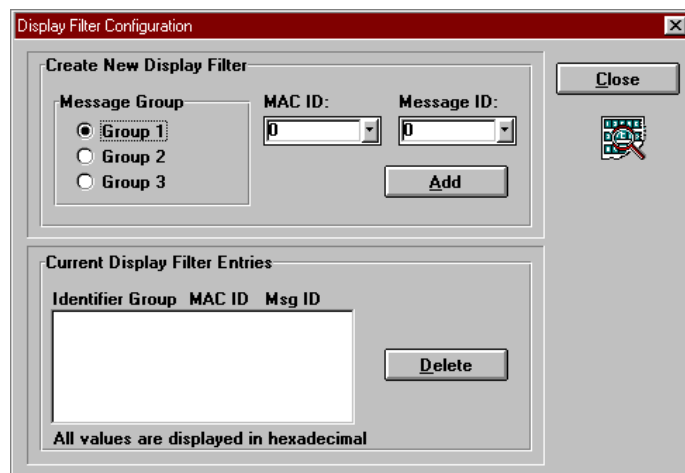 Display Filter Configuration
Create New Display Filter
Close
Message Group
MAC ID:
Message ID:
Group 1
0
0
Group 2
Group 3
Add
Current Display Filter Entries
Identifier Group MAC ID Msg ID
Delete
All values are displayed in hexadecimal